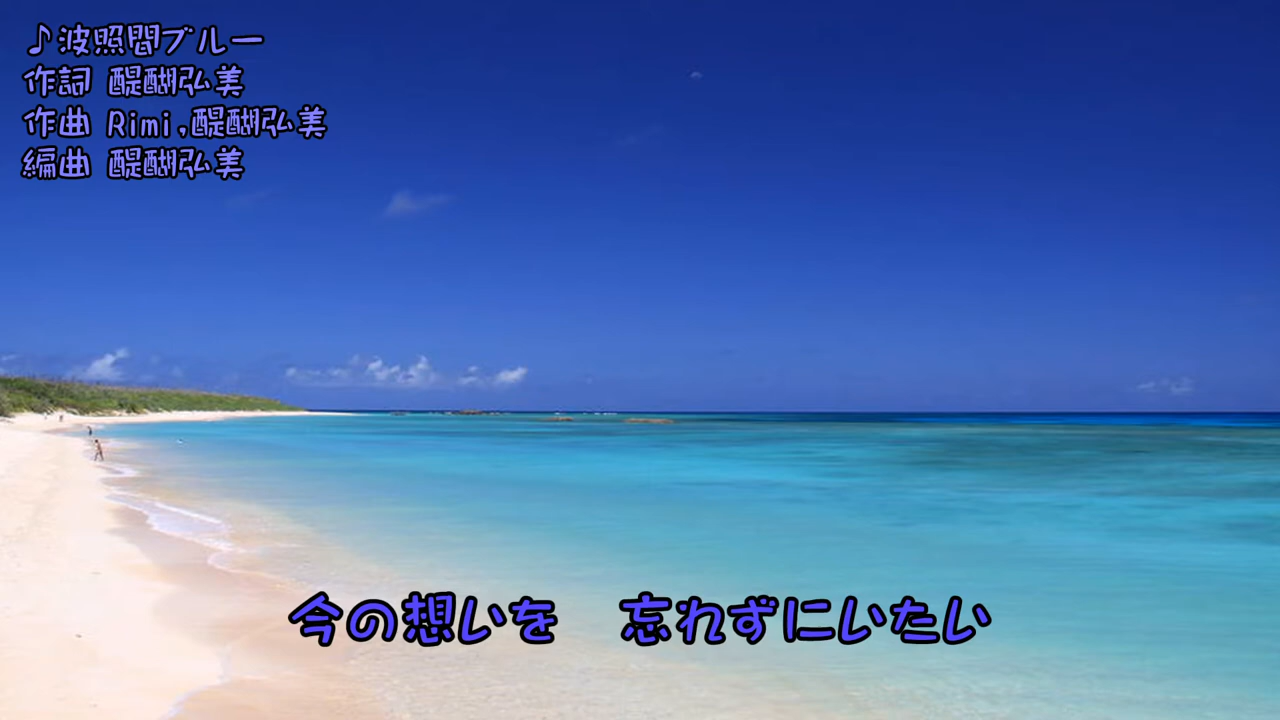 ♪波照間ブルー
作詞 醍醐弘美
作曲 Rimi,醍醐弘美
編曲 醍醐弘美
今の想いを 忘れずにいたい